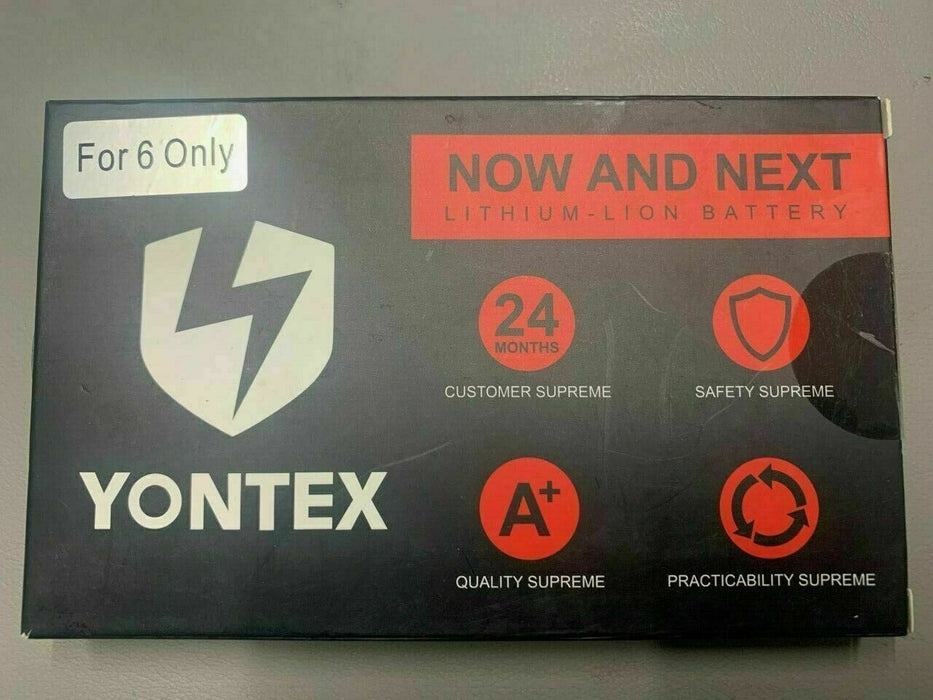 For 6 Only
NOW AND NEXT
LITHIUM-LION BATTERY
24
MONTHS
CUSTOMER SUPREME
SAFETY SUPREME
YONTEX
A+
QUALITY SUPREME
PRACTICABILITY SUPREME